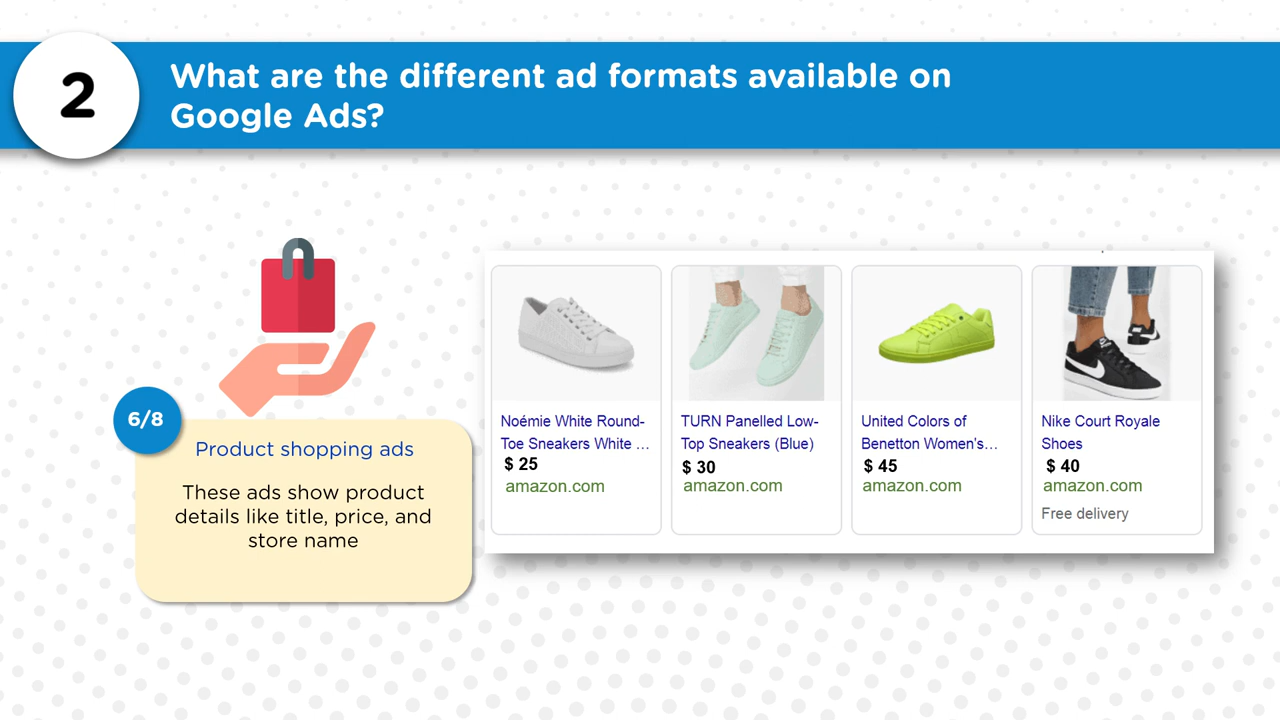 2
What are the different ad formats available on
Google Ads?
6/8
Product shopping ads
These ads show product
details like title, price, and
store name
Noémie White Round-
Toe Sneakers White ...
$ 25
amazon.com
TURN Panelled Low-
Top Sneakers (Blue)
$ 30
amazon.com
United Colors of
Benetton Women's...
$ 45
amazon.com
Nike Court Royale
Shoes
$ 40
amazon.com
Free delivery